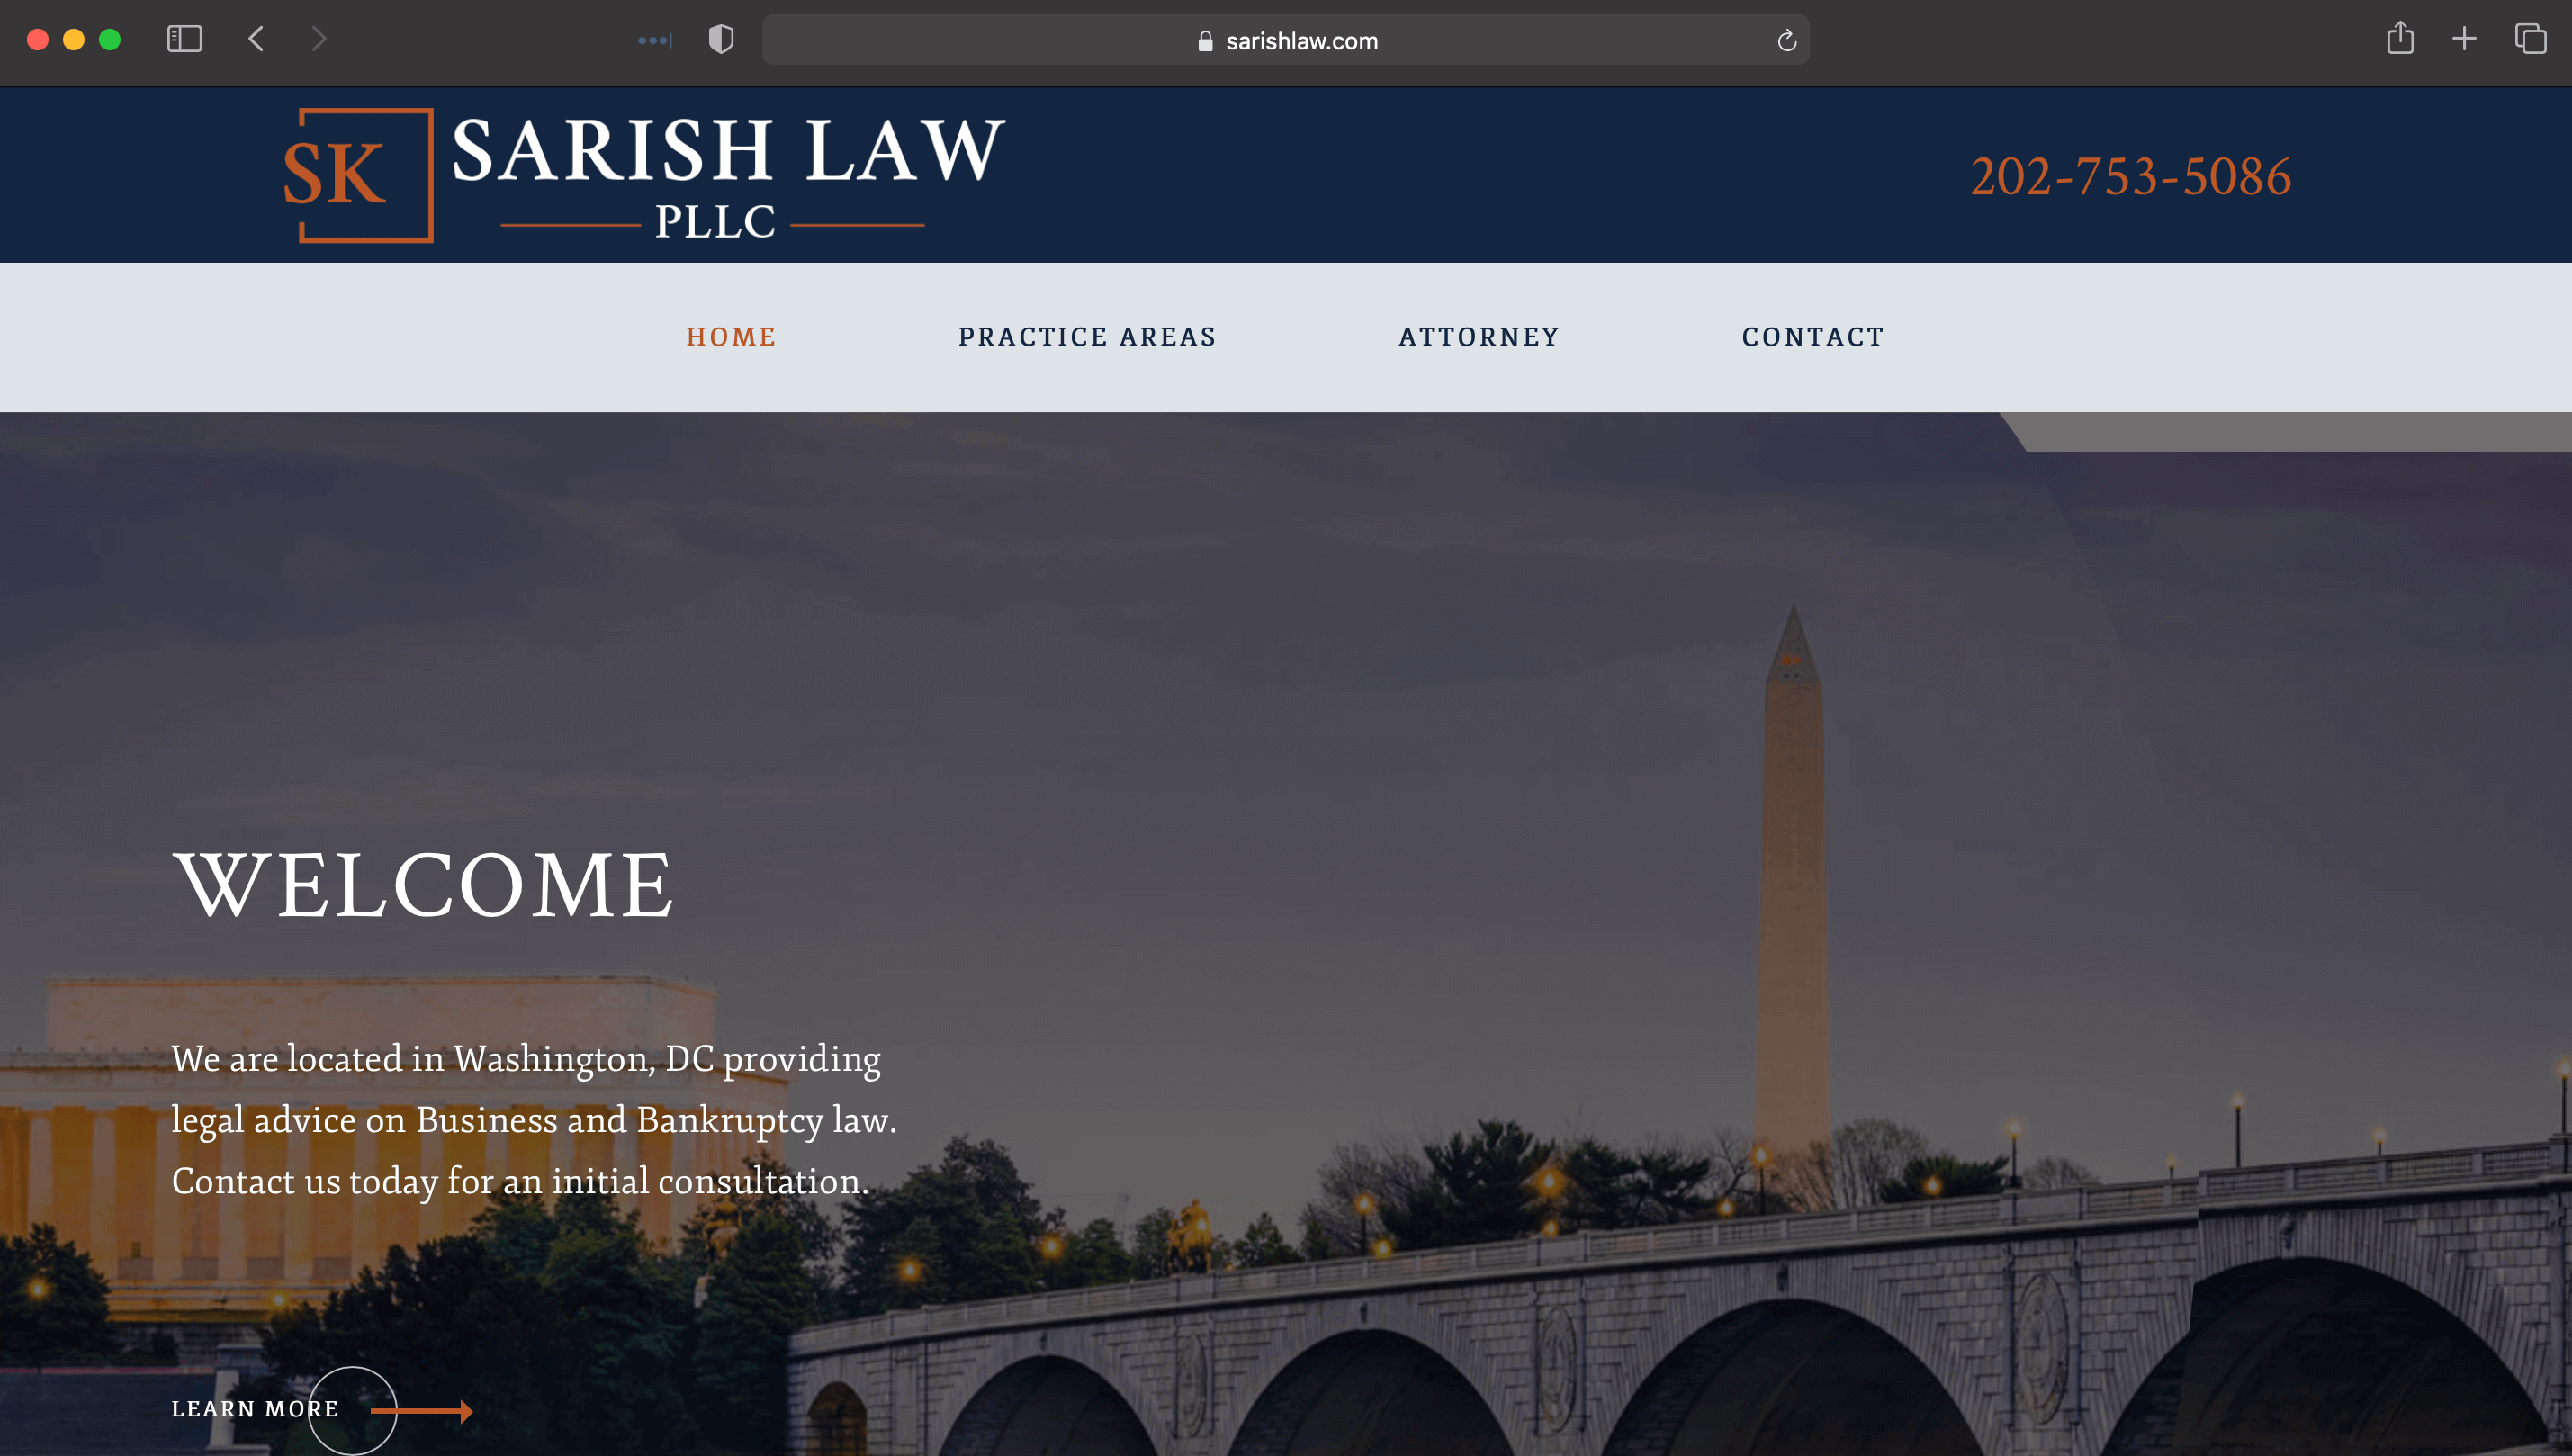 sarishlaw.com
SK
SARISH LAW
PLLC
202-753-5086
HOME PRACTICE AREAS ATTORNEY CONTACT
WELCOME
We are located in Washington, DC providing
legal advice on Business and Bankruptcy law.
Contact us today for an initial consultation.
LEARN MORE